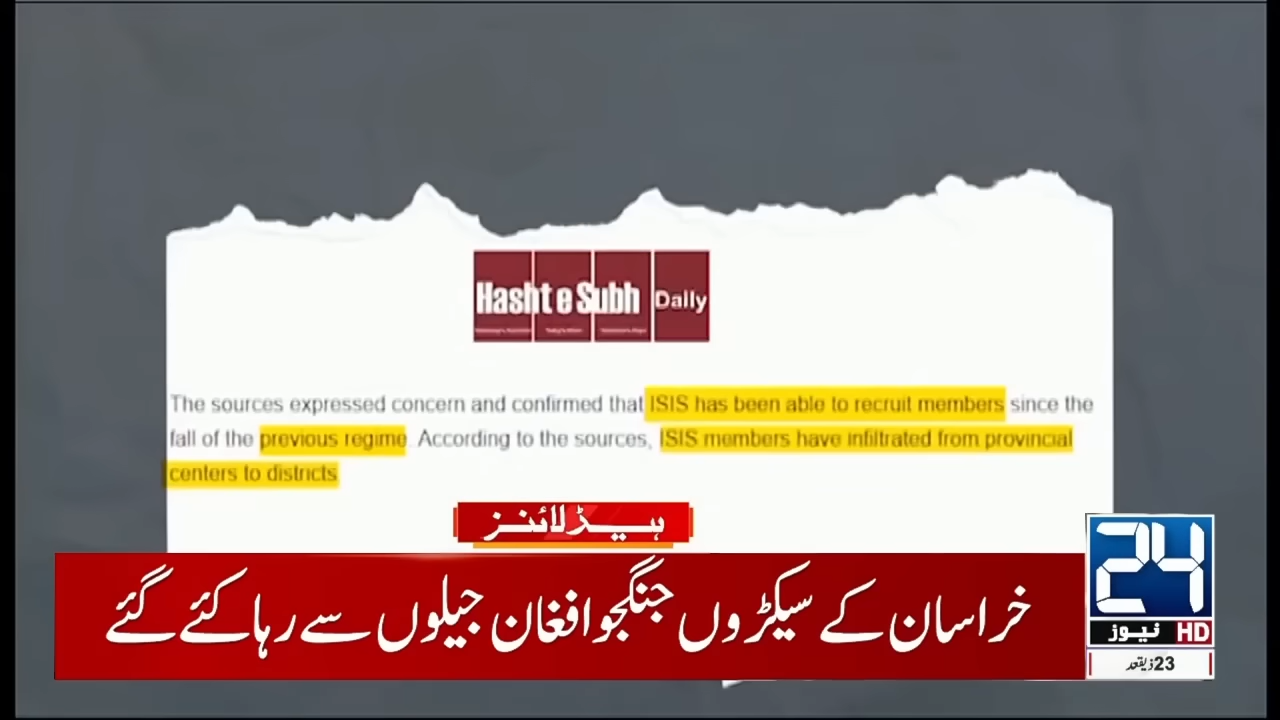 Hasht e Subh Daily
The sources expressed concern and confirmed that ISIS has been able to recruit members since the
fall of the previous regime. According to the sources, ISIS members have infiltrated from provincial
centers to districts
ہیڈلائنز
خراسان کے سیکڑوں جنگجو افغان جیلوں سے رہا کئے گئے
24
نیوز HD
23 ذیقعد